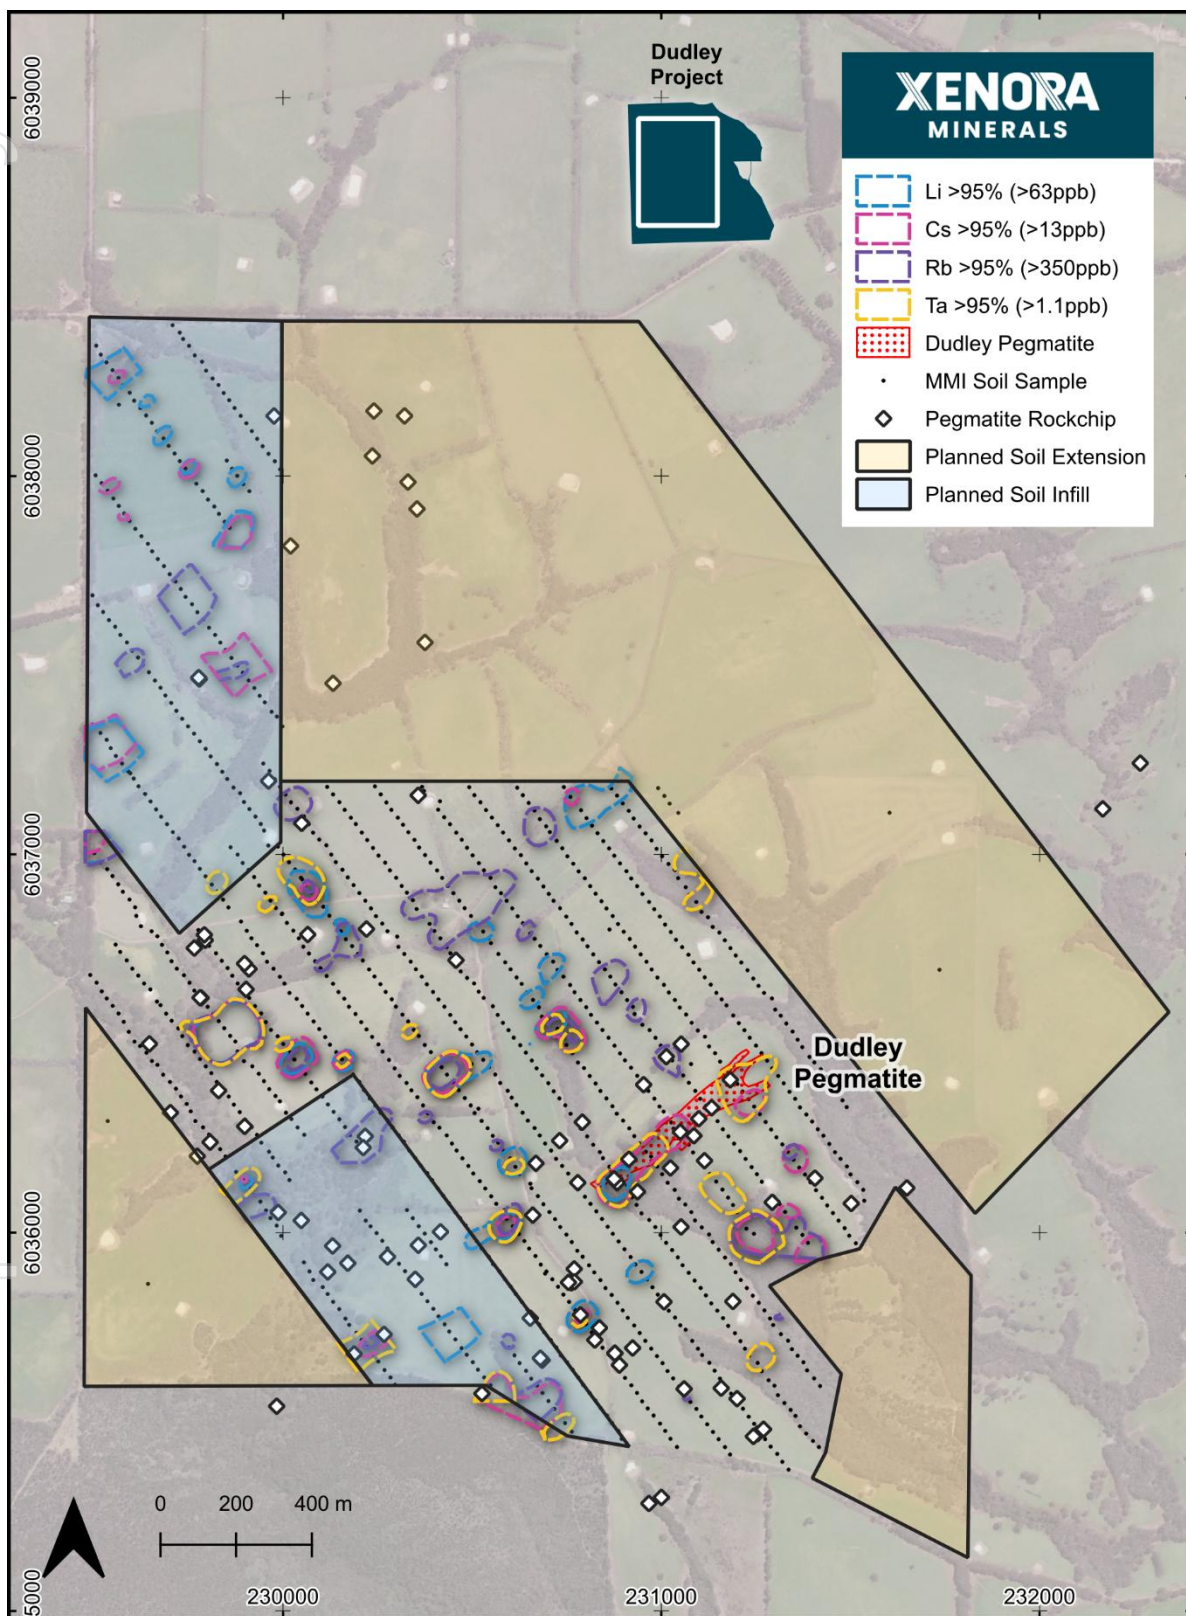 Dudley
Project
XENORA
MINERALS
Li >95% (>63ppb)
Cs >95% (>13ppb)
Rb >95% (>350ppb)
Ta >95% (>1.1ppb)
Dudley Pegmatite
MMI Soil Sample
Pegmatite Rockchip
Planned Soil Extension
Planned Soil Infill
6039000
6038000
6037000
6036000
5000
Dudley
Pegmatite
0 200 400 m
230000 231000 232000